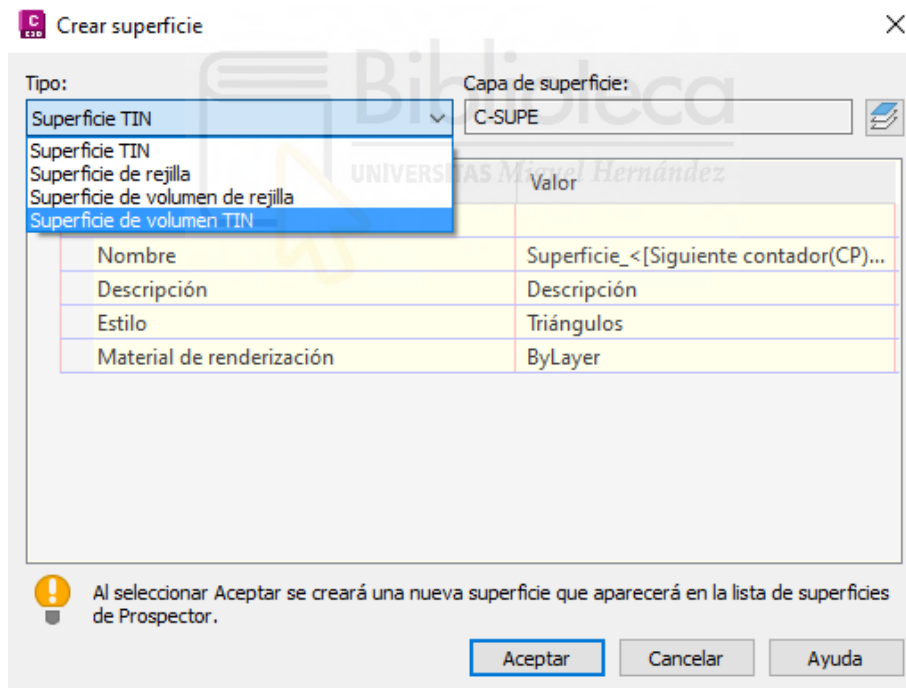 C
C3D
Crear superficie
Tipo:
Capa de superficie:
Superficie TIN
C-SUPE
Superficie TIN
Superficie de rejilla
Superficie de volumen de rejilla
Superficie de volumen TIN
Biblioteca
UNIVERSITAS Miguel Hernández
Valor
Nombre
Superficie_<[Siguiente contador(CP)...
Descripción
Descripción
Estilo
Triángulos
Material de renderización
ByLayer
Al seleccionar Aceptar se creará una nueva superficie que aparecerá en la lista de superficies
de Prospector.
Aceptar
Cancelar
Ayuda